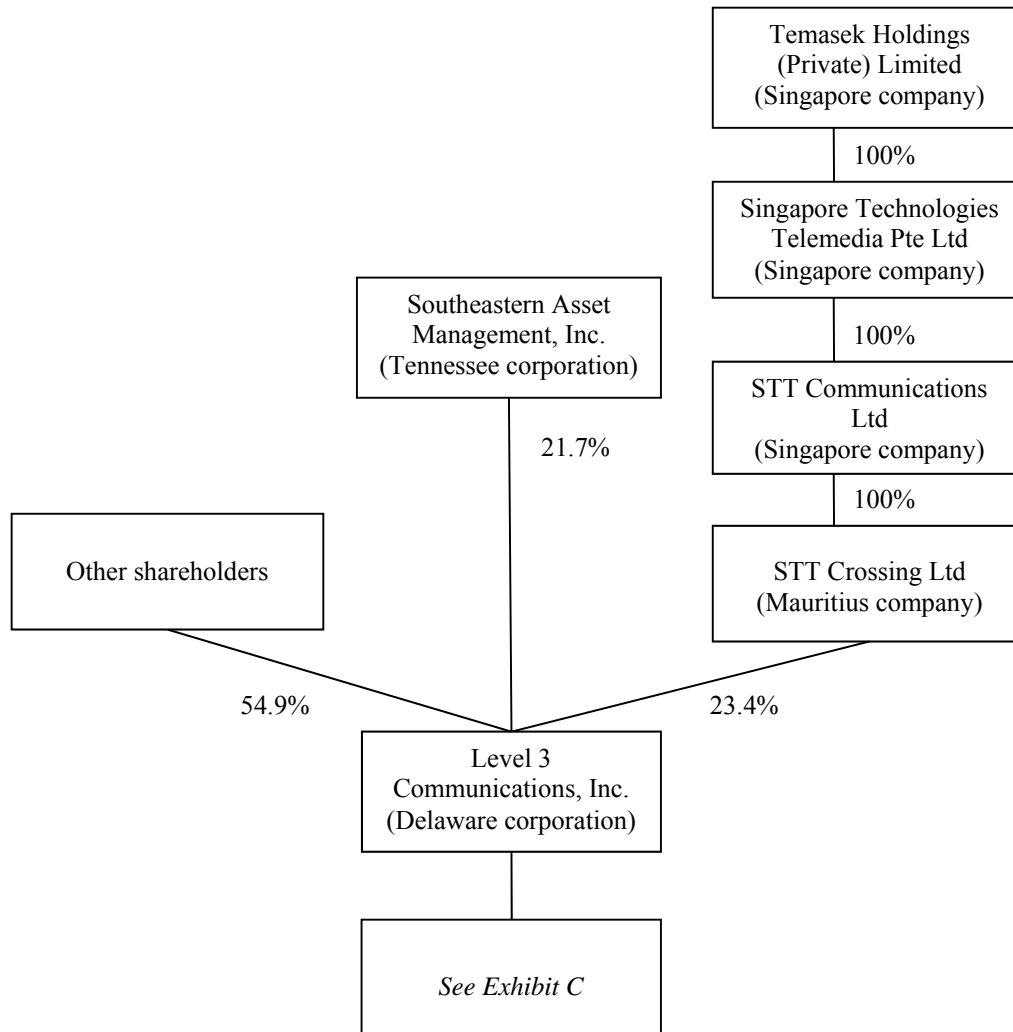 Temasek Holdings
(Private) Limited
(Singapore company)
100%
Singapore Technologies
Telemedia Pte Ltd
(Singapore company)
100%
Southeastern Asset
Management, Inc.
(Tennessee corporation)
21.7%
STT Communications
Ltd
(Singapore company)
100%
Other shareholders
STT Crossing Ltd
(Mauritius company)
54.9%
23.4%
Level 3
Communications, Inc.
(Delaware corporation)
See Exhibit C